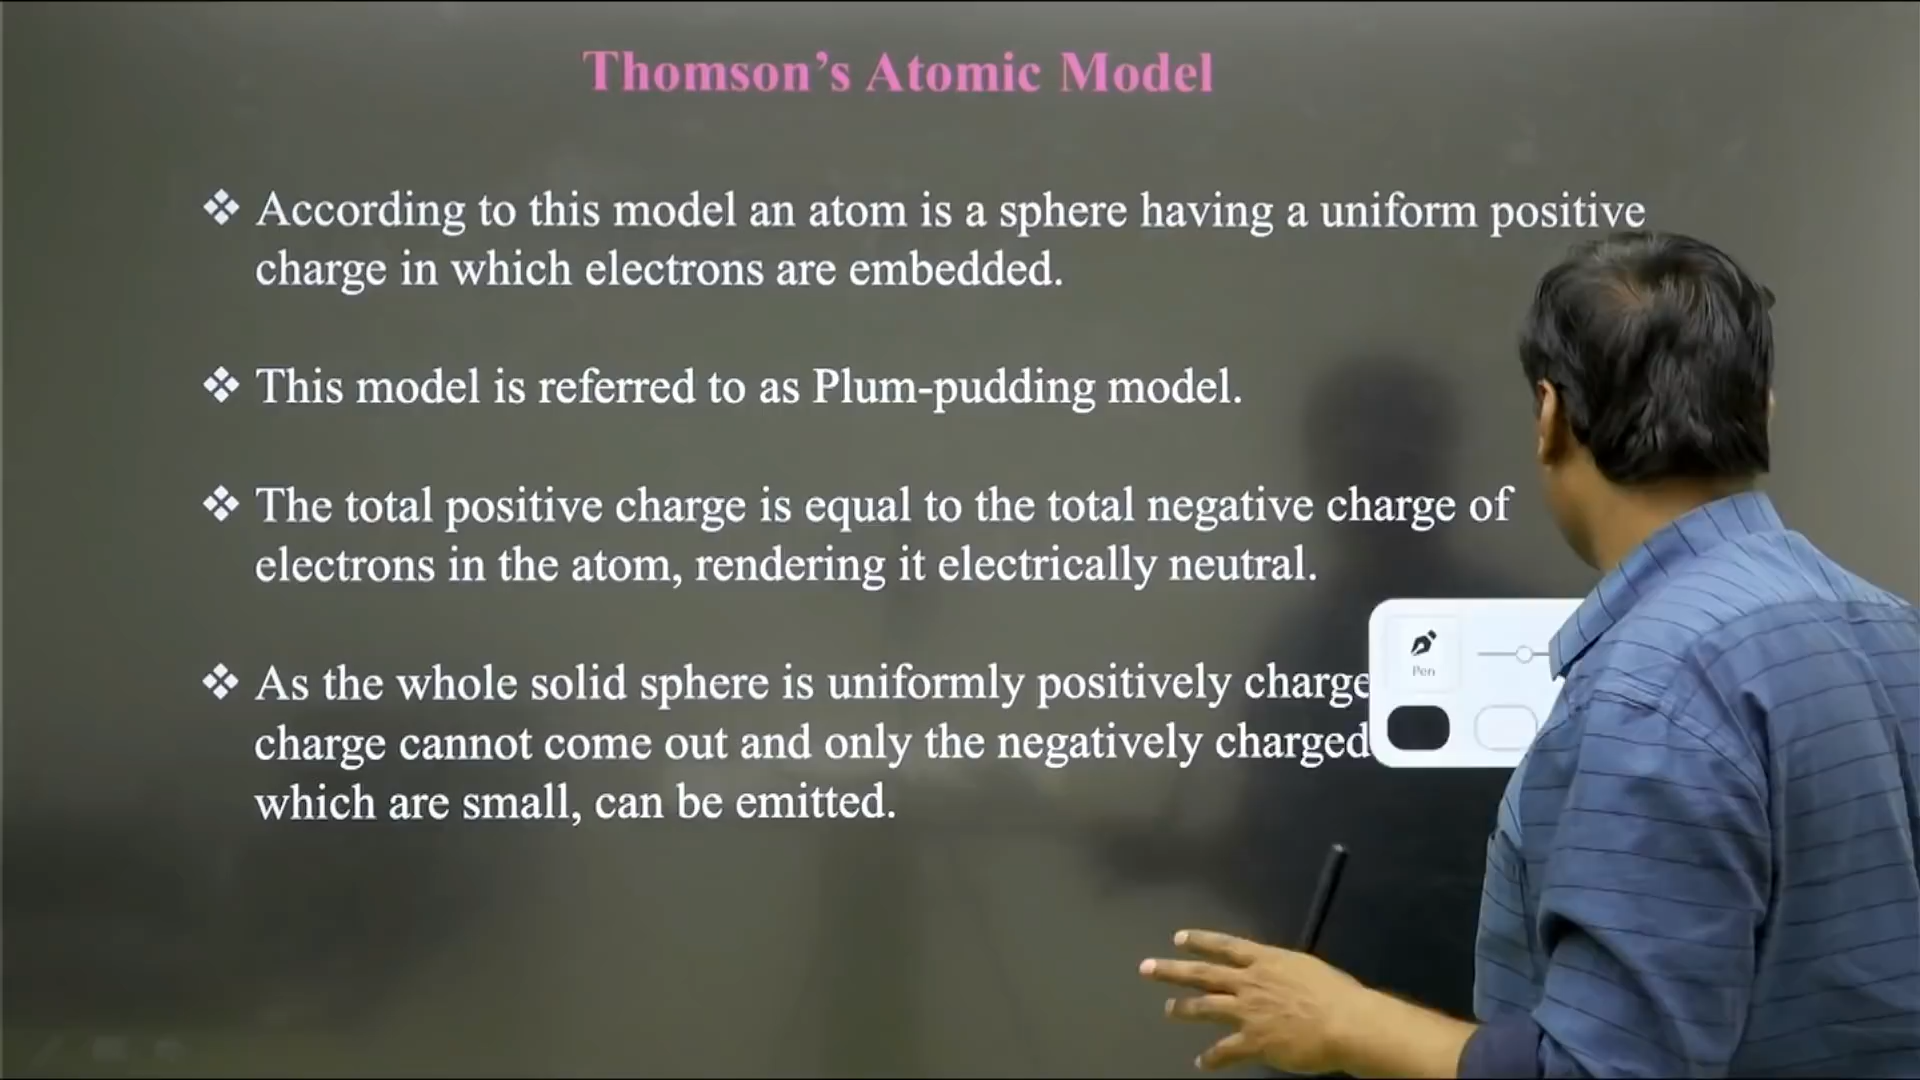 Thomson’s Atomic Model
❖ According to this model an atom is a sphere having a uniform positive
charge in which electrons are embedded.
❖ This model is referred to as Plum-pudding model.
❖ The total positive charge is equal to the total negative charge of
electrons in the atom, rendering it electrically neutral.
❖ As the whole solid sphere is uniformly positively charge
charge cannot come out and only the negatively charged
which are small, can be emitted.
Pen